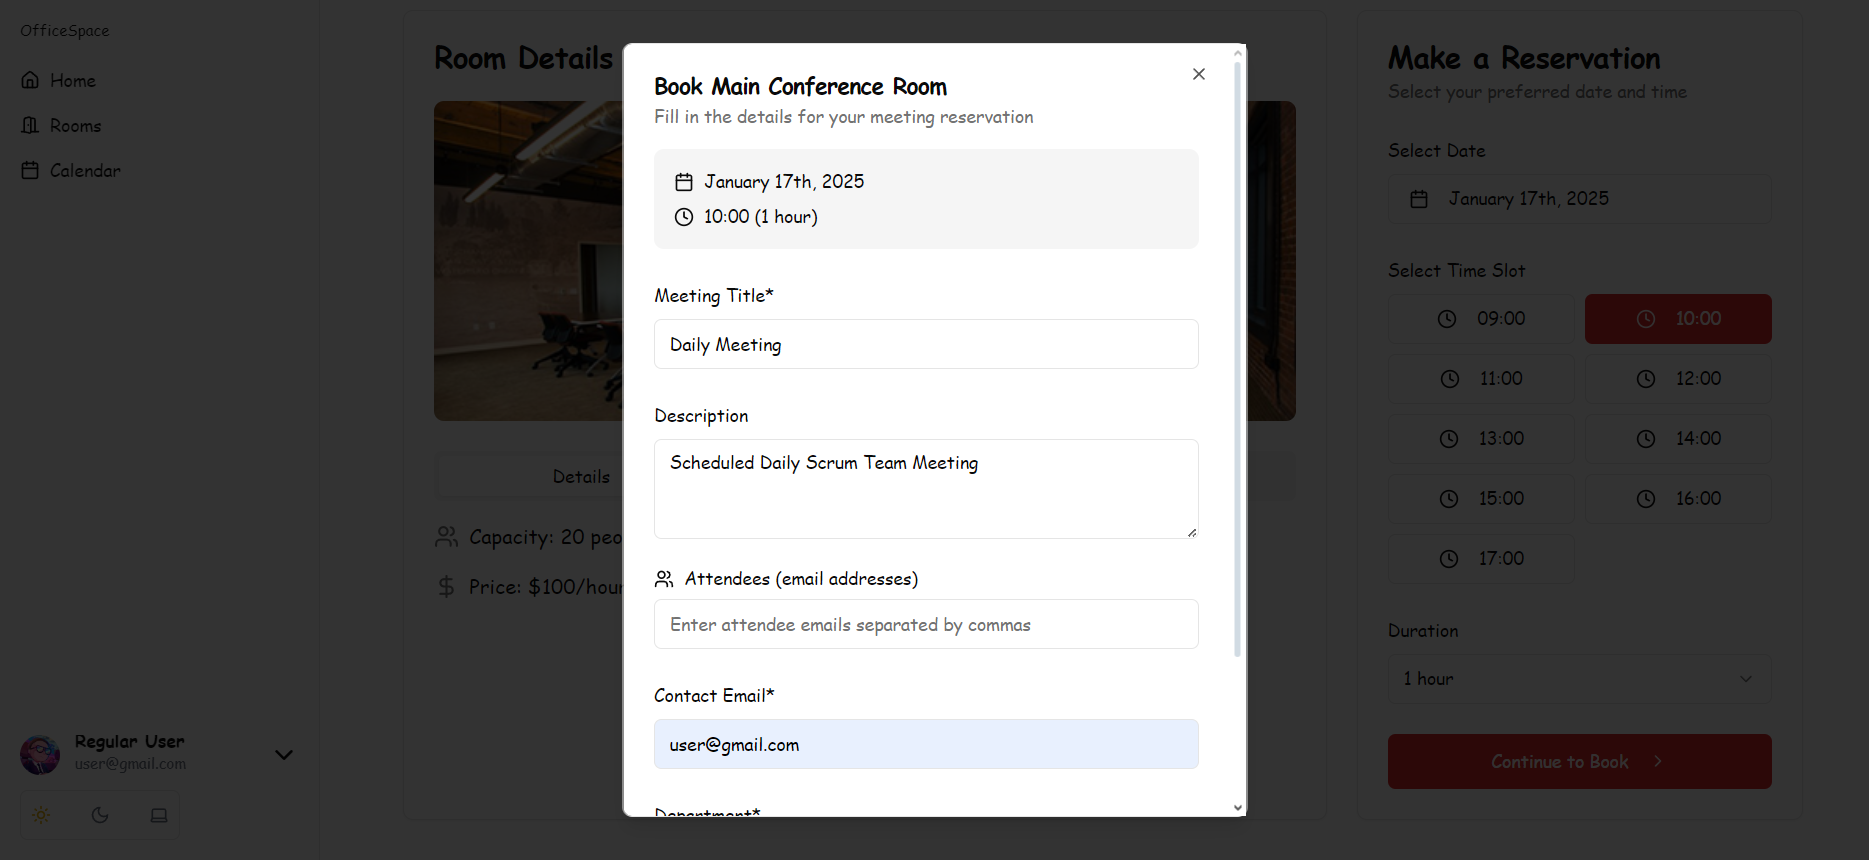 OfficeSpace
Home
Rooms
Calendar
Regular User
user@gmail.com
Room Details
Details
Capacity: 20 peo
Price: $100/hour
Book Main Conference Room
Fill in the details for your meeting reservation
January 17th, 2025
10:00 (1 hour)
Meeting Title*
Daily Meeting
Description
Scheduled Daily Scrum Team Meeting
Attendees (email addresses)
Enter attendee emails separated by commas
Contact Email*
user@gmail.com
Department*
Make a Reservation
Select your preferred date and time
Select Date
January 17th, 2025
Select Time Slot
09:00
10:00
11:00
12:00
13:00
14:00
15:00
16:00
17:00
Duration
1 hour
Continue to Book